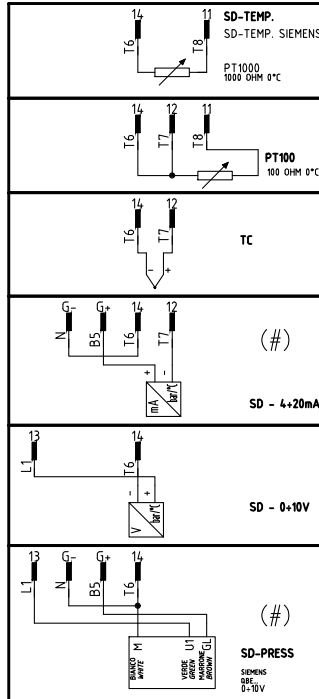 14 11 SD-TEMP.
SD-TEMP. SIEMENS
T6 T8
PT1000
1000 OHM 0°C
14 12 11
T6 T7 T8
PT100
100 OHM 0°C
14 12
T6 T7
TC
- +
G- G+ 14 12
N B5 T6 T7
(#)
+ -
mA bar/°C
SD - 4÷20mA
13 14
L1 T6
- +
V bar/°C
SD - 0÷10V
13 G- G+ 14
L1 N B5 T6
(#)
M U1 GL
BIANCO WHITE VERDE GREEN MARRONE BROWN
SD-PRESS
SIEMENS
QBE...
0÷10V